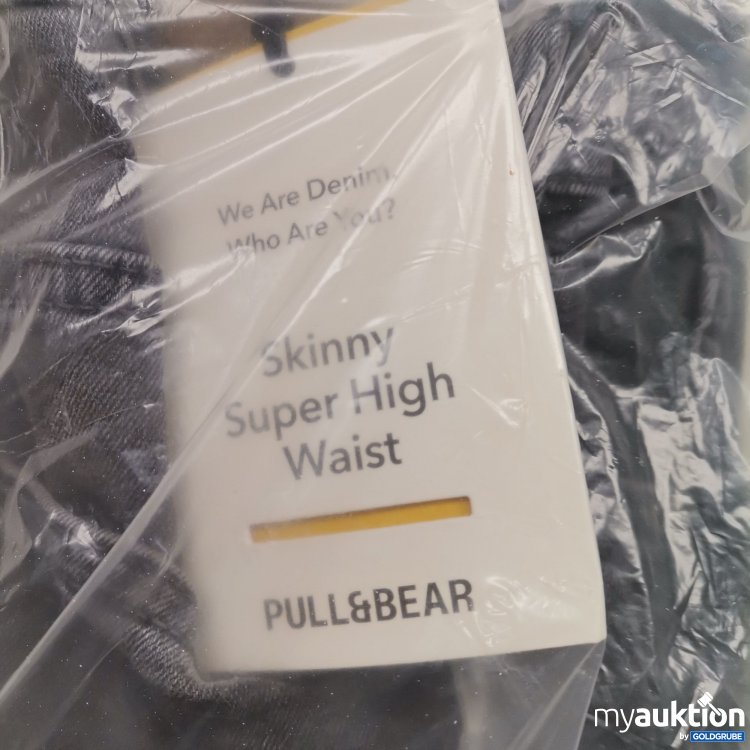 We Are Denim.
Who Are You?
Skinny
Super High
Waist
PULL&BEAR
myauktion
by GOLDGRUBE